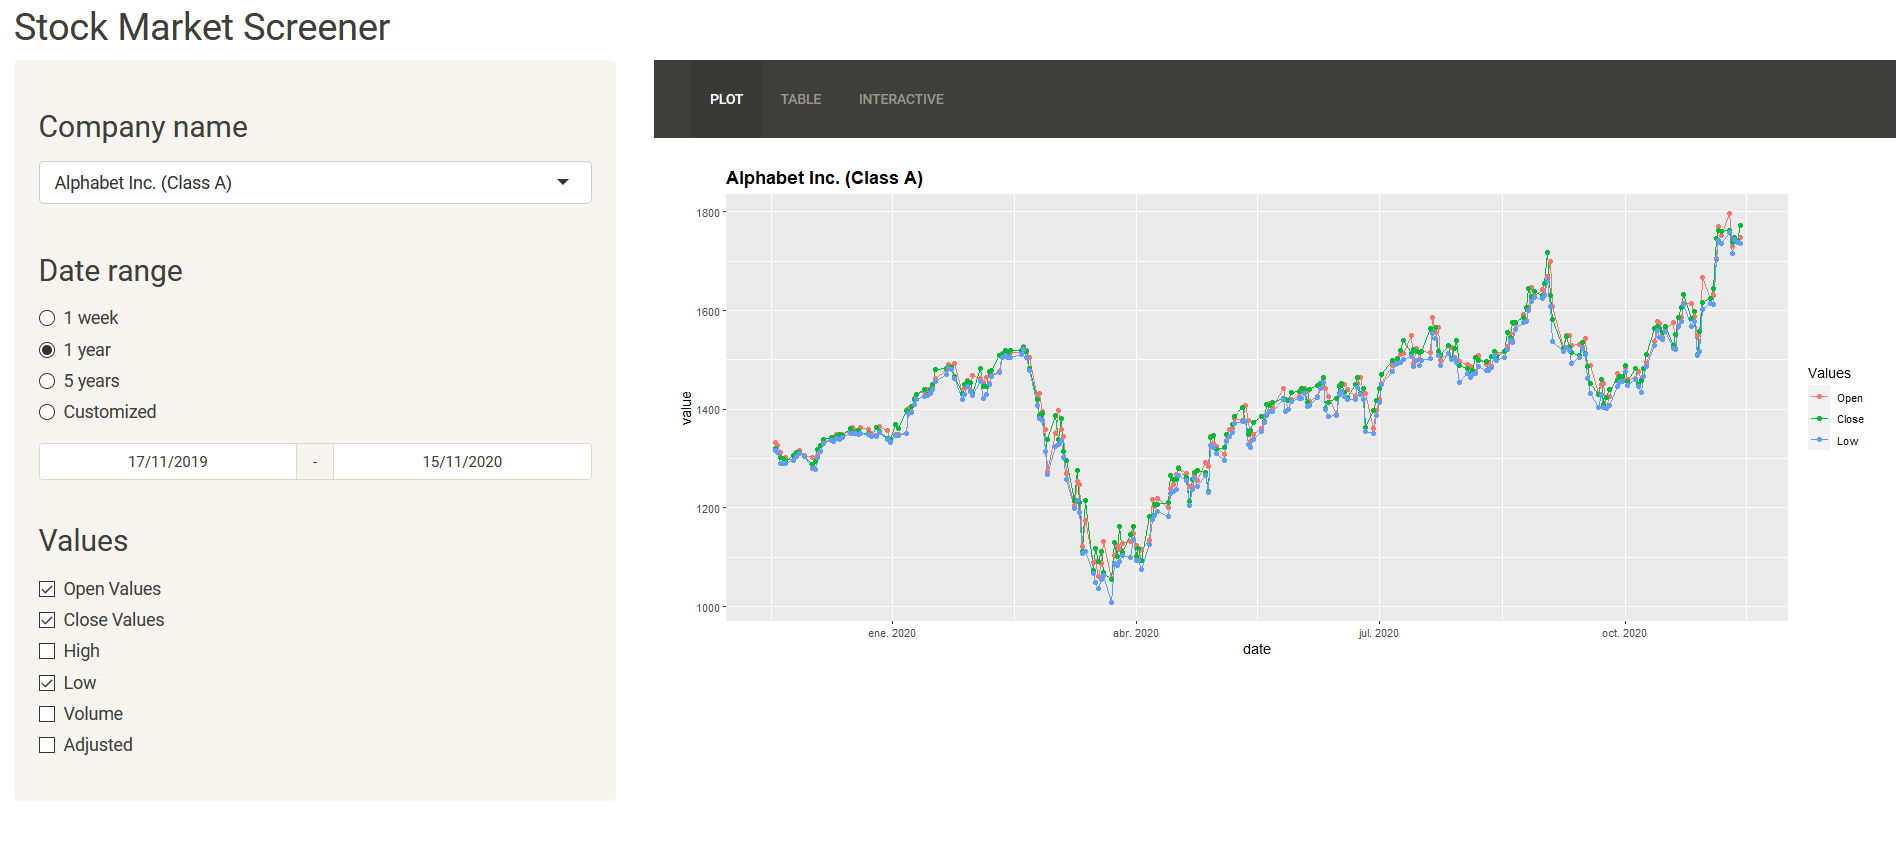 Stock Market Screener
Company name
Alphabet Inc. (Class A)
Date range
1 week
1 year
5 years
Customized
17/11/2019 - 15/11/2020
Values
Open Values
Close Values
High
Low
Volume
Adjusted
PLOT TABLE INTERACTIVE
Alphabet Inc. (Class A)
value
1800
1600
1400
1200
1000
ene. 2020 abr. 2020 jul. 2020 oct. 2020
date
Values
Open
Close
Low